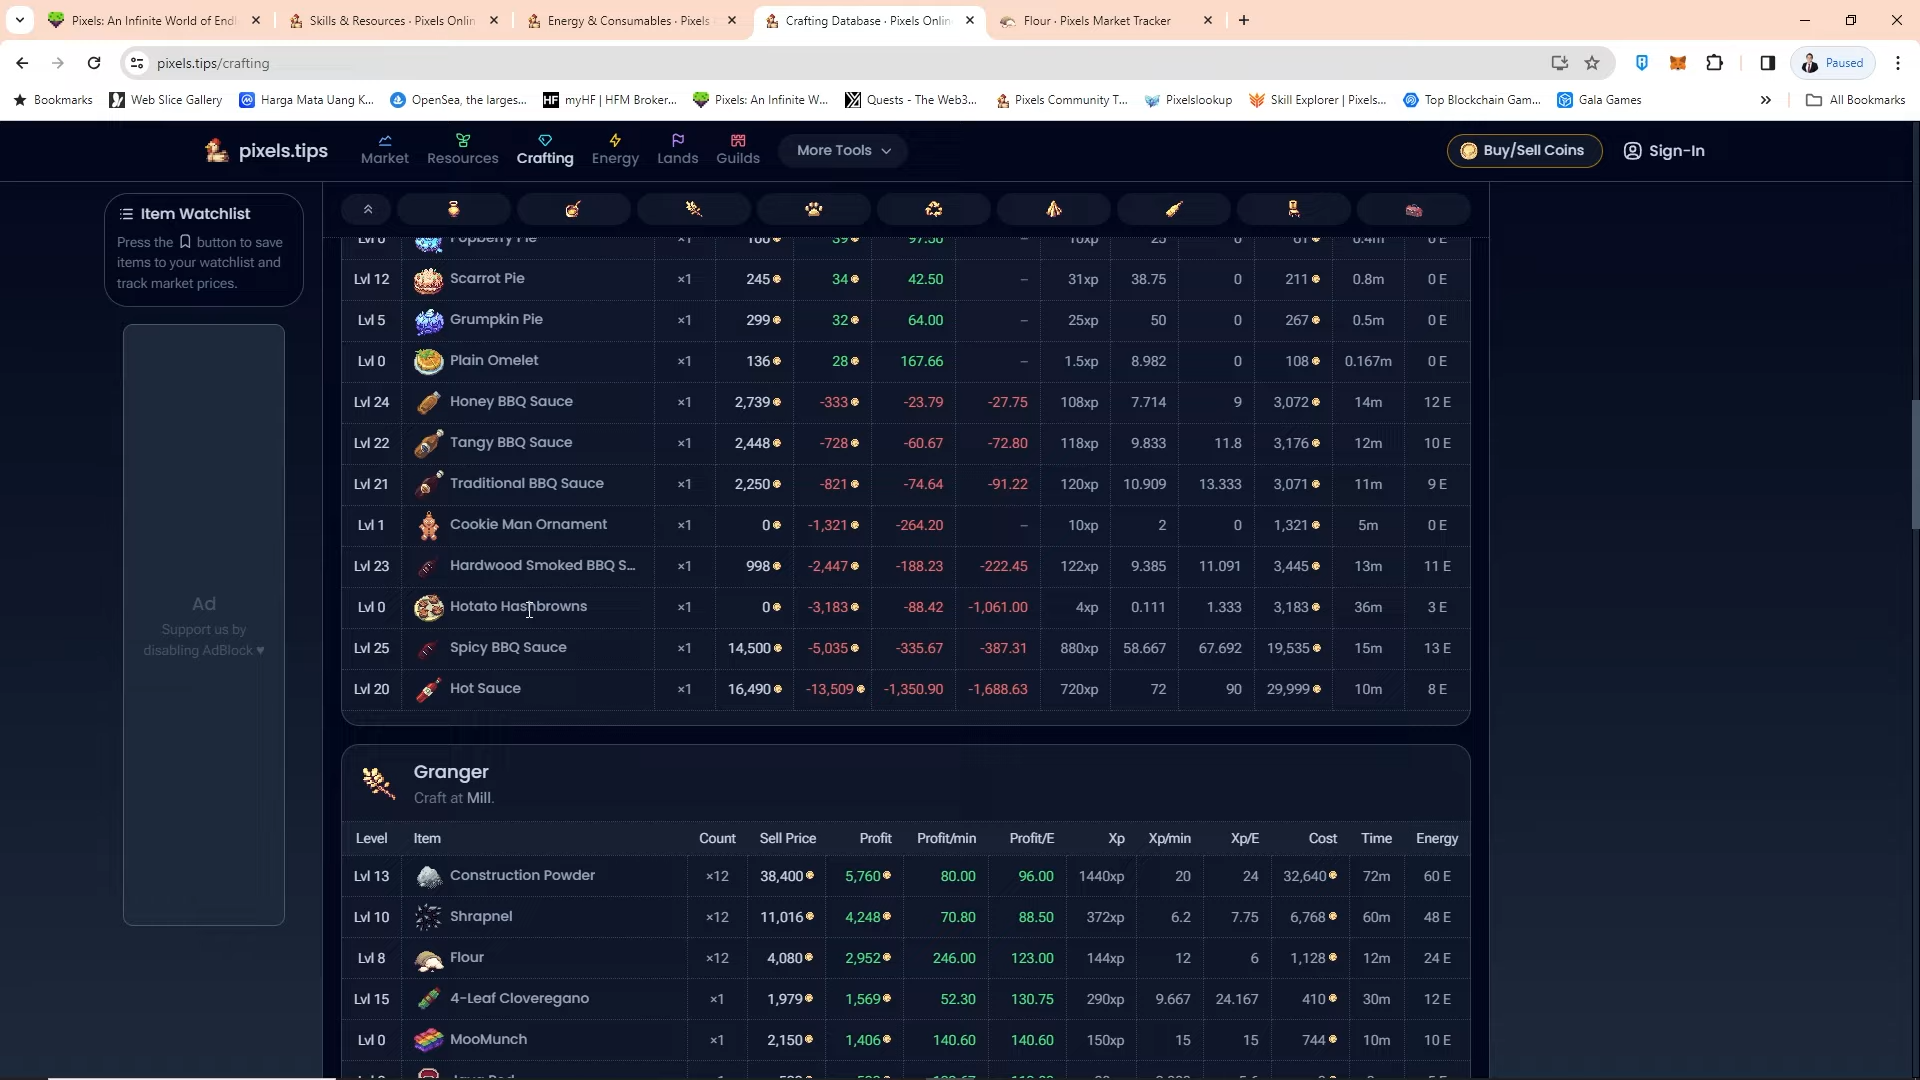 Pixels: An Infinite World of End
Skills & Resources · Pixels Onlin
Energy & Consumables · Pixels
Crafting Database · Pixels Onlin
Flour · Pixels Market Tracker
pixels.tips/crafting
Paused
Bookmarks
Web Slice Gallery
Harga Mata Uang K...
OpenSea, the larges...
myHF | HFM Broker...
Pixels: An Infinite W...
Quests - The Web3...
Pixels Community T...
Pixelslookup
Skill Explorer | Pixels...
Top Blockchain Gam...
Gala Games
All Bookmarks
pixels.tips
Market
Resources
Crafting
Energy
Lands
Guilds
More Tools
Buy/Sell Coins
Sign-In
Item Watchlist
Press the button to save
items to your watchlist and
track market prices.
Ad
Support us by
disabling AdBlock ♥
Popberry Pie ×1 39 97.50 – 25 0 0.4m 0 E
Lvl 12 Scarrot Pie ×1 245 34 42.50 – 31xp 38.75 0 211 0.8m 0 E
Lvl 5 Grumpkin Pie ×1 299 32 64.00 – 25xp 50 0 267 0.5m 0 E
Lvl 0 Plain Omelet ×1 136 28 167.66 – 1.5xp 8.982 0 108 0.167m 0 E
Lvl 24 Honey BBQ Sauce ×1 2,739 -333 -23.79 -27.75 108xp 7.714 9 3,072 14m 12 E
Lvl 22 Tangy BBQ Sauce ×1 2,448 -728 -60.67 -72.80 118xp 9.833 11.8 3,176 12m 10 E
Lvl 21 Traditional BBQ Sauce ×1 2,250 -821 -74.64 -91.22 120xp 10.909 13.333 3,071 11m 9 E
Lvl 1 Cookie Man Ornament ×1 0 -1,321 -264.20 – 10xp 2 0 1,321 5m 0 E
Lvl 23 Hardwood Smoked BBQ S... ×1 998 -2,447 -188.23 -222.45 122xp 9.385 11.091 3,445 13m 11 E
Lvl 0 Hotato Hashbrowns ×1 0 -3,183 -88.42 -1,061.00 4xp 0.111 1.333 3,183 36m 3 E
Lvl 25 Spicy BBQ Sauce ×1 14,500 -5,035 -335.67 -387.31 880xp 58.667 67.692 19,535 15m 13 E
Lvl 20 Hot Sauce ×1 16,490 -13,509 -1,350.90 -1,688.63 720xp 72 90 29,999 10m 8 E
Granger
Craft at Mill.
Level Item Count Sell Price Profit Profit/min Profit/E Xp Xp/min Xp/E Cost Time Energy
Lvl 13 Construction Powder ×12 38,400 5,760 80.00 96.00 1440xp 20 24 32,640 72m 60 E
Lvl 10 Shrapnel ×12 11,016 4,248 70.80 88.50 372xp 6.2 7.75 6,768 60m 48 E
Lvl 8 Flour ×12 4,080 2,952 246.00 123.00 144xp 12 6 1,128 12m 24 E
Lvl 15 4-Leaf Cloveregano ×1 1,979 1,569 52.30 130.75 290xp 9.667 24.167 410 30m 12 E
Lvl 0 MooMunch ×1 2,150 1,406 140.60 140.60 150xp 15 15 744 10m 10 E